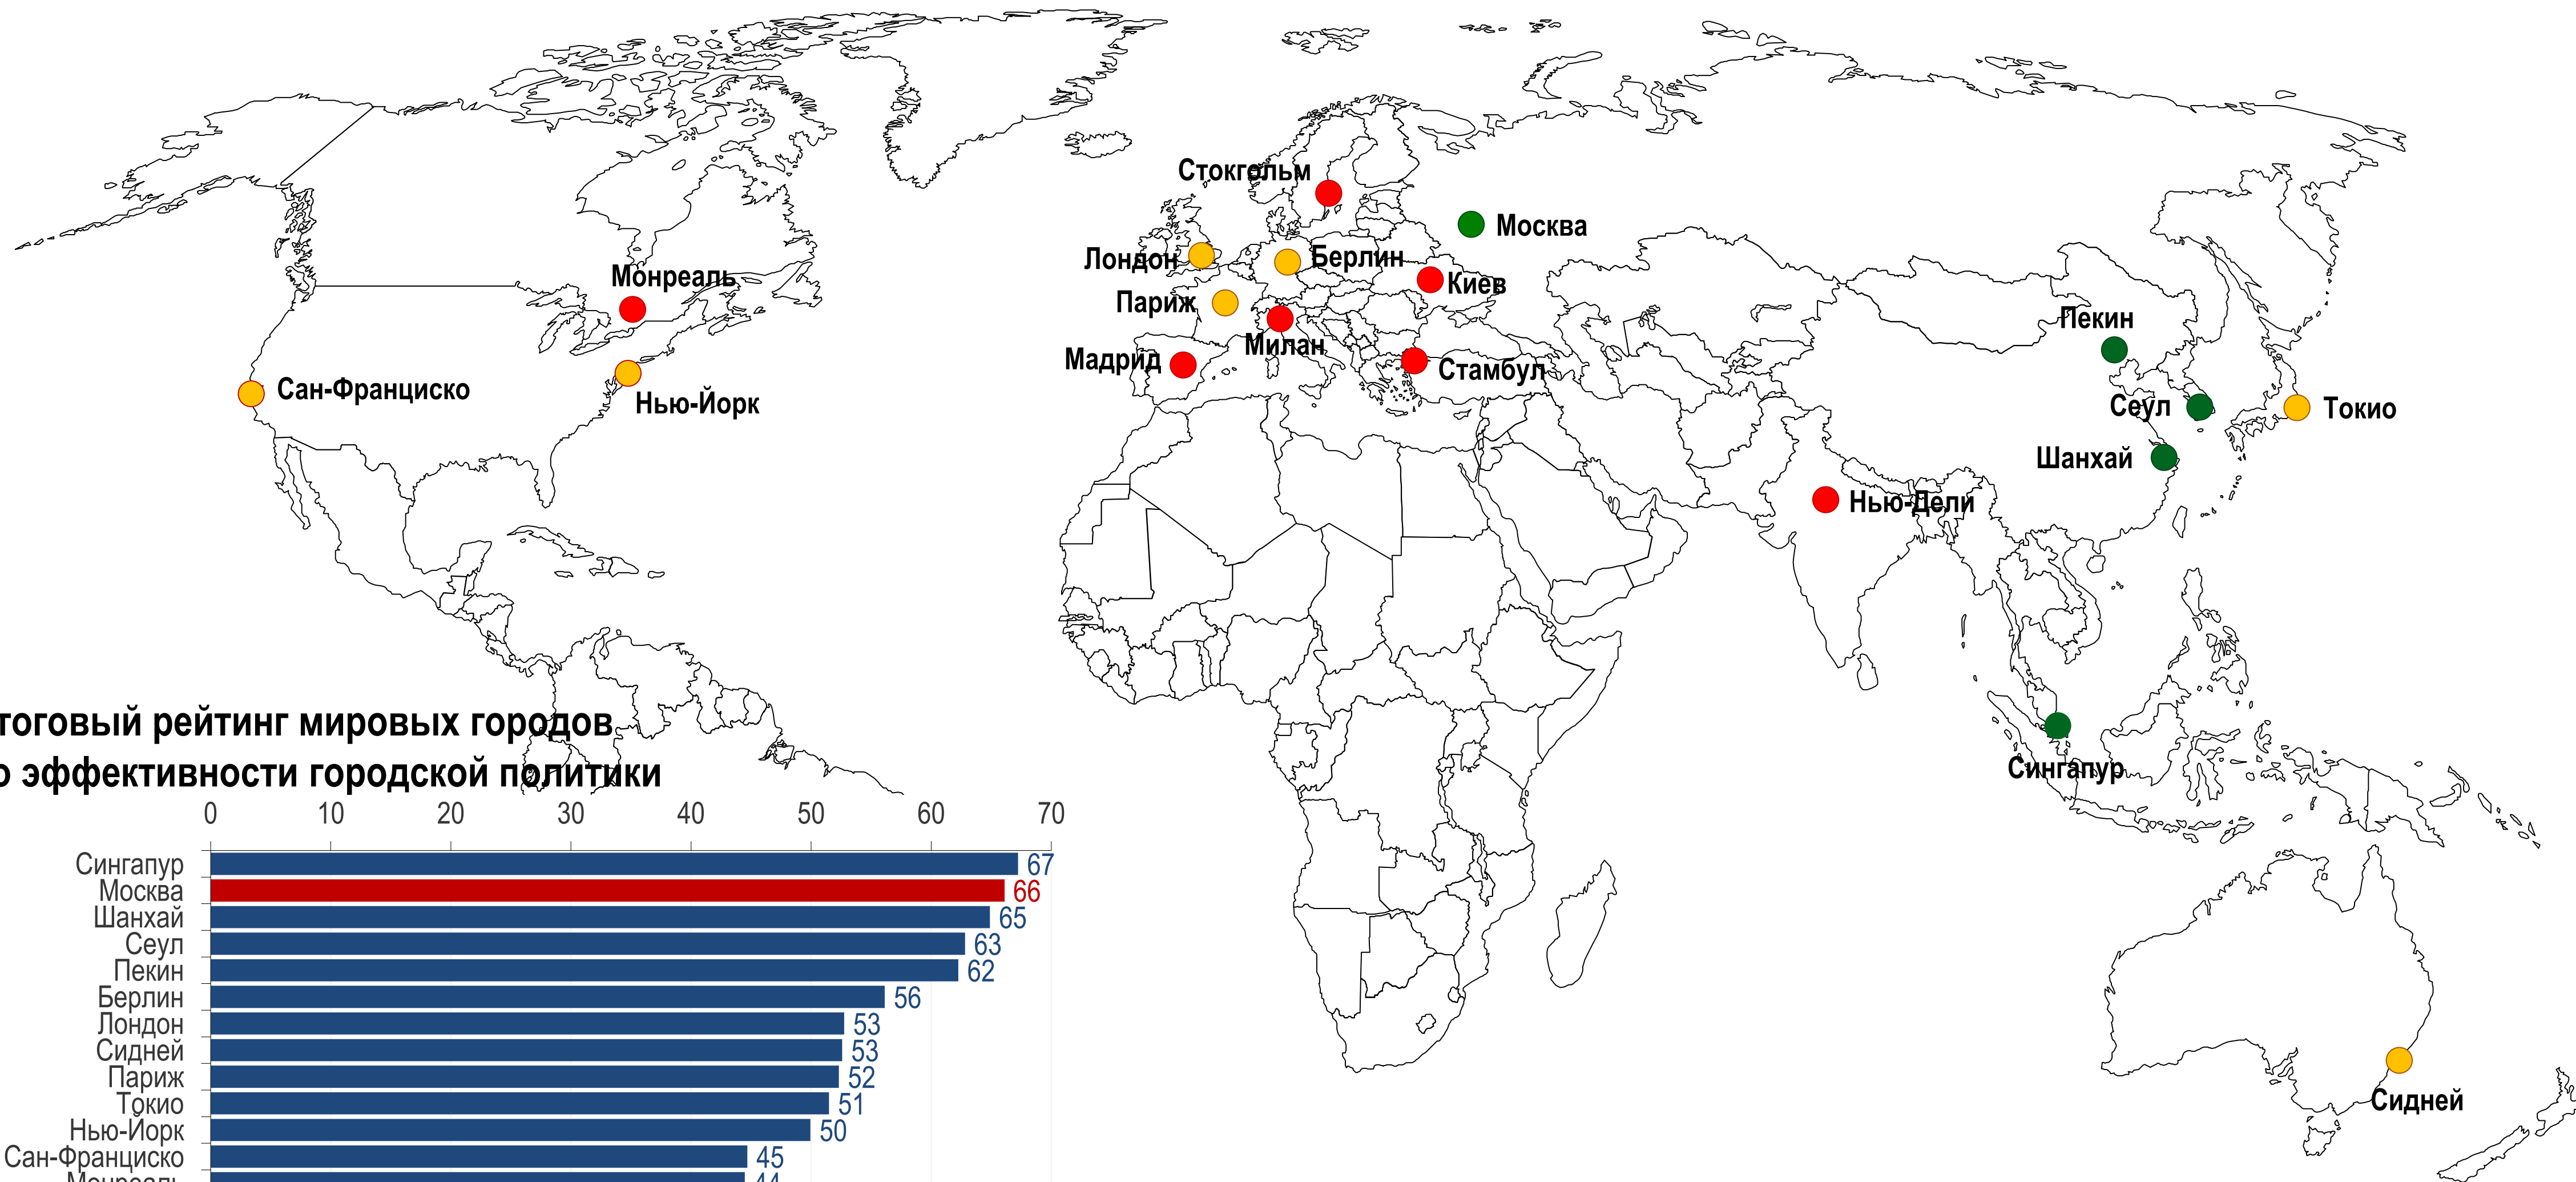 Стокгольм
Москва
Лондон
Берлин
Монреаль
Киев
Париж
Пекин
Милан
Мадрид
Стамбул
Сан-Франциско
Нью-Йорк
Сеул
Токио
Шанхай
Нью-Дели
Сингапур
Сидней
тоговый рейтинг мировых городов
о эффективности городской политики
0 10 20 30 40 50 60 70
Сингапур 67
Москва 66
Шанхай 65
Сеул 63
Пекин 62
Берлин 56
Лондон 53
Сидней 53
Париж 52
Токио 51
Нью-Йорк 50
Сан-Франциско 45
Монреаль 44